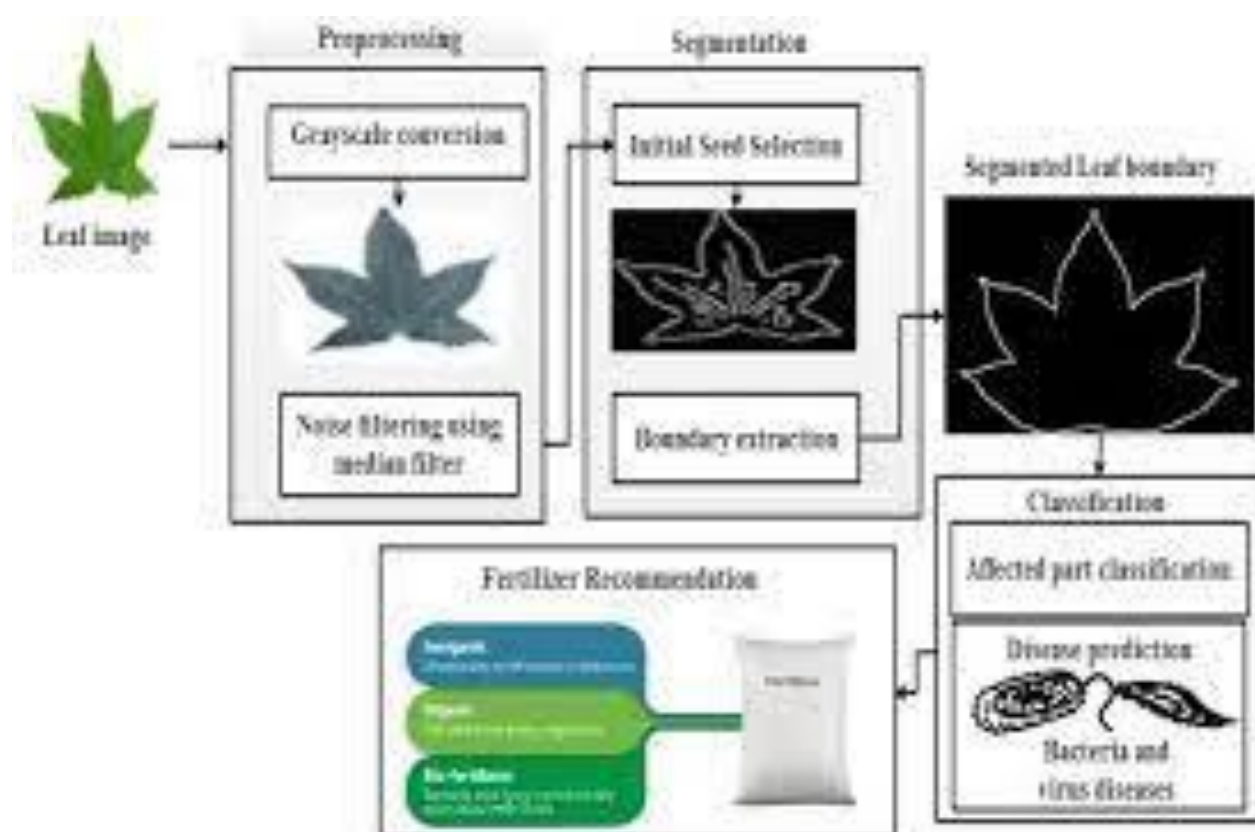 Preprocessing
Segmentation
Grayscale conversion
Initial Seed Selection
Segmented Leaf boundary
Leaf image
Noise filtering using
median filter
Boundary extraction
Classification
Affected part classification
Disease prediction
Bacteria and
virus diseases
Fertilizer Recommendation
Inorganic
Organic
Bio-fertilizer